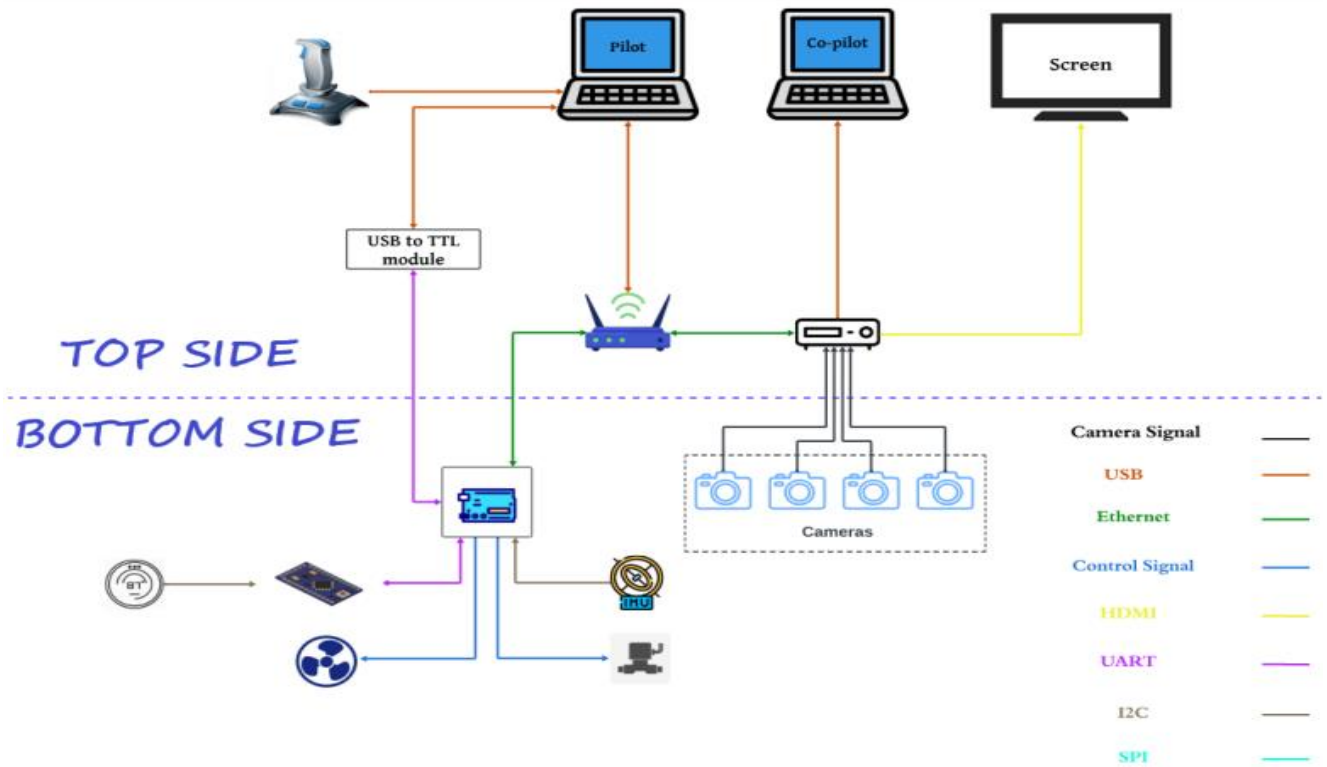 Pilot
Co-pilot
Screen
USB to TTL
module
TOP SIDE
BOTTOM SIDE
Camera Signal
USB
Ethernet
Control Signal
HDMI
UART
I2C
SPI
Cameras
IMU